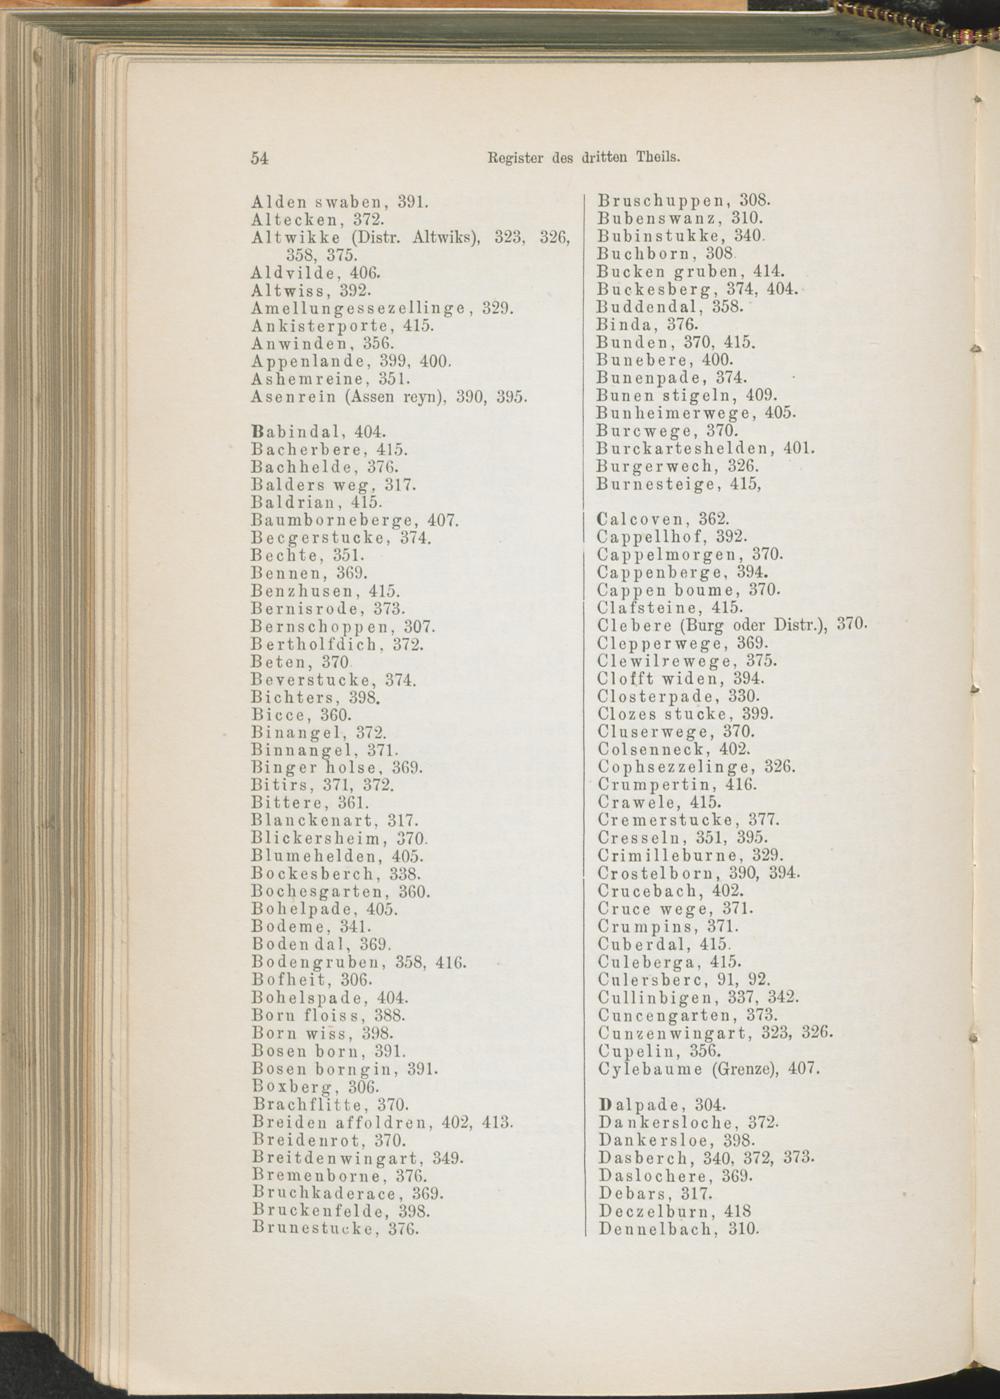 54
Register des dritten Theils.
Alden swaben, 391.
Altecken, 372.
Altwikke (Distr. Altwiks), 323, 326,
358, 375.
Aldvilde, 406.
Altwiss, 392.
Amellungessezellinge, 329.
Ankisterporte, 415.
Anwinden, 356.
Appenlande, 399, 400.
Ashemreine, 351.
Asenrein (Assen reyn), 390, 395.
Babindal, 404.
Bacherbere, 415.
Bachhelde, 376.
Balders weg, 317.
Baldrian, 415.
Baumborneberge, 407.
Becgerstucke, 374.
Bechte, 351.
Bennen, 369.
Benzhusen, 415.
Bernisrode, 373.
Bernschoppen, 307.
Bertholfdich, 372.
Beten, 370.
Beverstucke, 374.
Bichters, 398.
Bicce, 360.
Binangel, 372.
Binnangel, 371.
Binger holse, 369.
Bitirs, 371, 372.
Bittere, 361.
Blanckenart, 317.
Blickersheim, 370.
Blumehelden, 405.
Bockesberch, 338.
Bochesgarten, 360.
Bohelpade, 405.
Bodeme, 341.
Boden dal, 369.
Bodengruben, 358, 416.
Bofheit, 306.
Bohelspade, 404.
Born floiss, 388.
Born wiss, 398.
Bosen born, 391.
Bosen borngin, 391.
Boxberg, 306.
Brachflitte, 370.
Breiden affoldren, 402, 413.
Breidenrot, 370.
Breitdenwingart, 349.
Bremenborne, 376.
Bruchkaderace, 369.
Bruckenfelde, 398.
Brunestucke, 376.
Bruschuppen, 308.
Bubenswanz, 310.
Bubinstukke, 340.
Buchborn, 308.
Bucken gruben, 414.
Buckesberg, 374, 404.
Buddendal, 358.
Binda, 376.
Bunden, 370, 415.
Bunebere, 400.
Bunenpade, 374.
Bunen stigeln, 409.
Bunheimerwege, 405.
Burcwege, 370.
Burckarteshelden, 401.
Burgerwech, 326.
Burnesteige, 415,
Calcoven, 362.
Cappellhof, 392.
Cappelmorgen, 370.
Cappenberge, 394.
Cappen boume, 370.
Clafsteine, 415.
Clebere (Burg oder Distr.), 370.
Clepperwege, 369.
Clewilrewege, 375.
Clofft widen, 394.
Closterpade, 330.
Clozes stucke, 399.
Cluserwege, 370.
Colsenneck, 402.
Cophsezzelinge, 326.
Crumpertin, 416.
Crawele, 415.
Cremerstucke, 377.
Cresseln, 351, 395.
Crimilleburne, 329.
Crostelborn, 390, 394.
Crucebach, 402.
Cruce wege, 371.
Crumpins, 371.
Cuberdal, 415.
Culeberga, 415.
Culersberc, 91, 92.
Cullinbigen, 337, 342.
Cuncengarten, 373.
Cunzenwingart, 323, 326.
Cupelin, 356.
Cylebaume (Grenze), 407.
Dalpade, 304.
Dankersloche, 372.
Dankersloe, 398.
Dasberch, 340, 372, 373.
Daslochere, 369.
Debars, 317.
Deczelburn, 418
Dennelbach, 310.